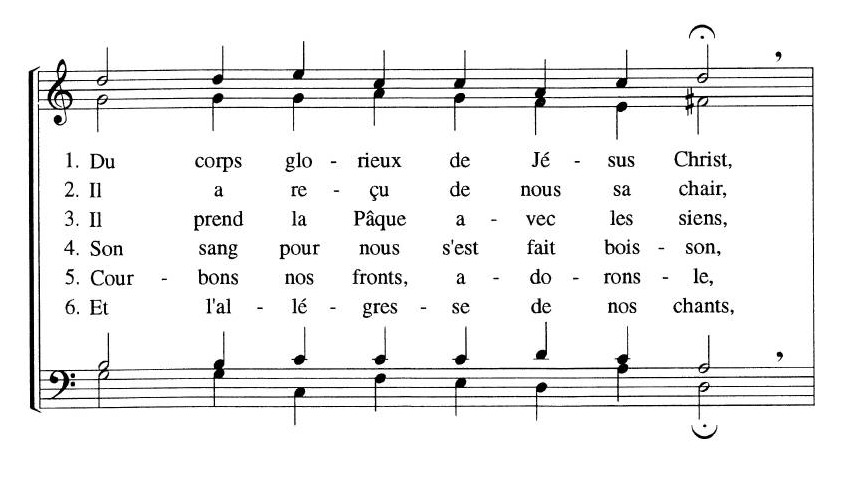 1. Du corps glo - rieux de Jé - sus Christ,
2. Il a re - çu de nous sa chair,
3. Il prend la Pâque a - vec les siens,
4. Son sang pour nous s'est fait bois - son,
5. Cour - bons nos fronts, a - do - rons - le,
6. Et l'al - lé - gres - se de nos chants,